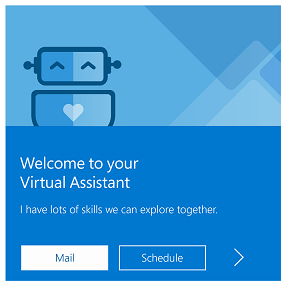 Welcome to your
Virtual Assistant
I have lots of skills we can explore together.
Mail
Schedule